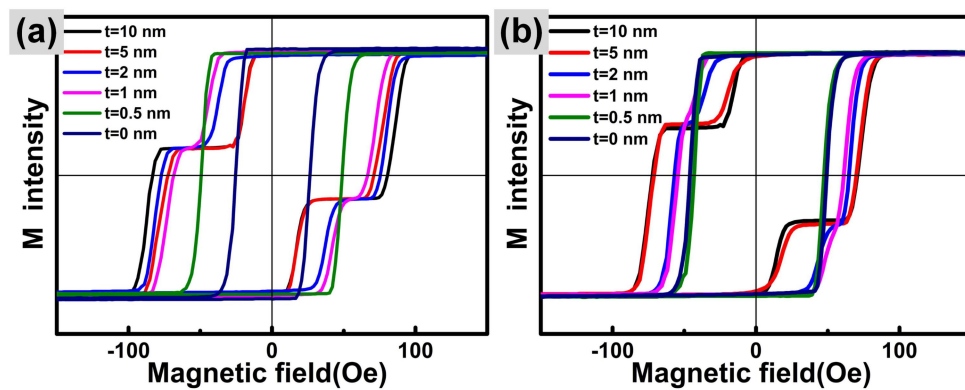 (a)
t=10 nm
t=5 nm
t=2 nm
t=1 nm
t=0.5 nm
t=0 nm
M intensity
-100 0 100
Magnetic field(Oe)
(b)
t=10 nm
t=5 nm
t=2 nm
t=1 nm
t=0.5 nm
t=0 nm
M intensity
-100 0 100
Magnetic field(Oe)